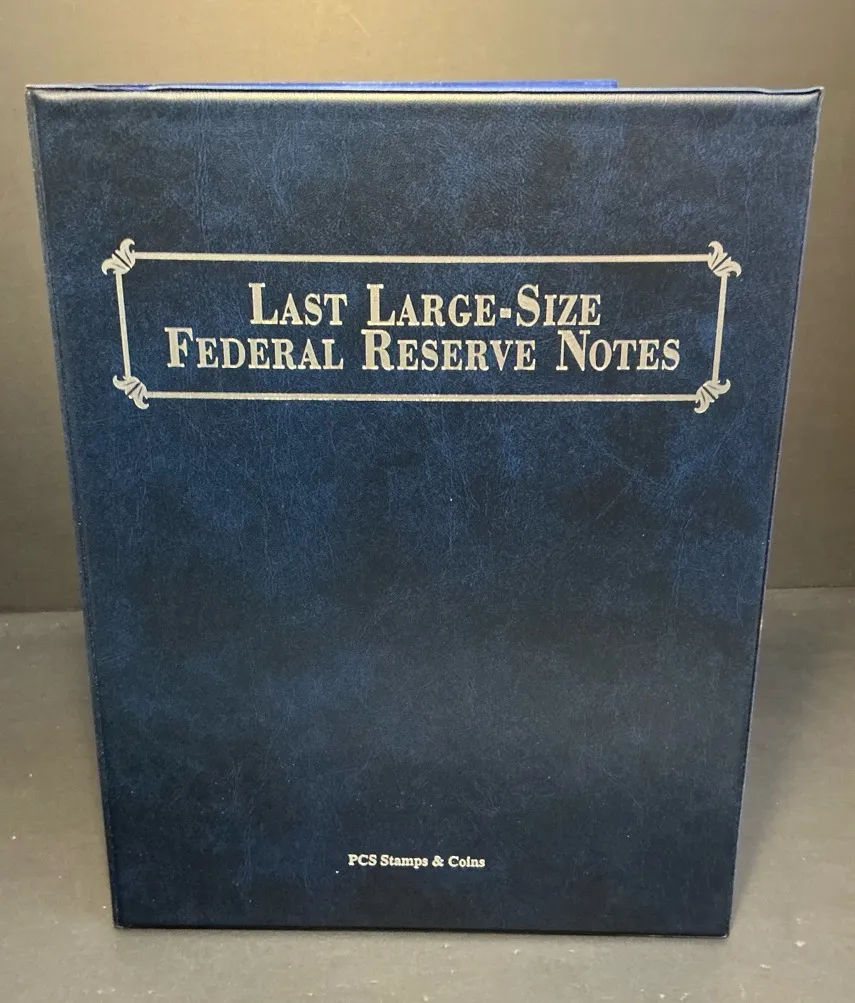 Last Large-Size
Federal Reserve Notes
PCS Stamps & Coins